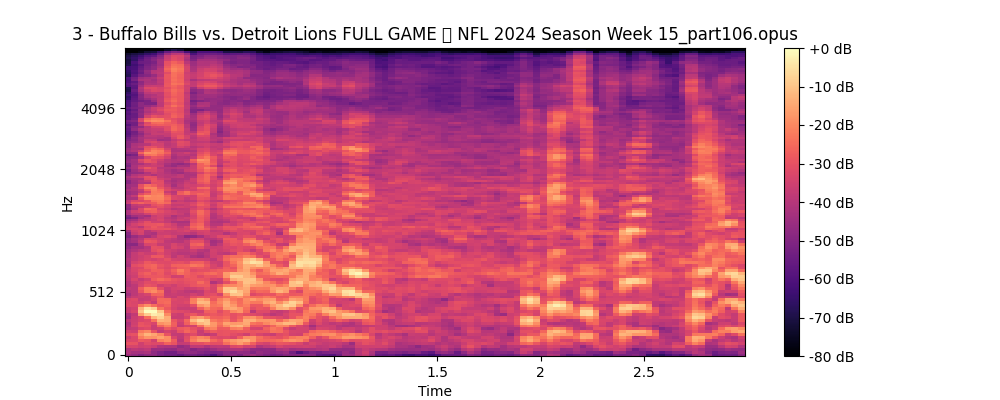 3 - Buffalo Bills vs. Detroit Lions FULL GAME ▯ NFL 2024 Season Week 15_part106.opus
+0 dB
-10 dB
-20 dB
-30 dB
-40 dB
-50 dB
-60 dB
-70 dB
-80 dB
4096
2048
1024
512
0
Hz
0
0.5
1
1.5
2
2.5
Time